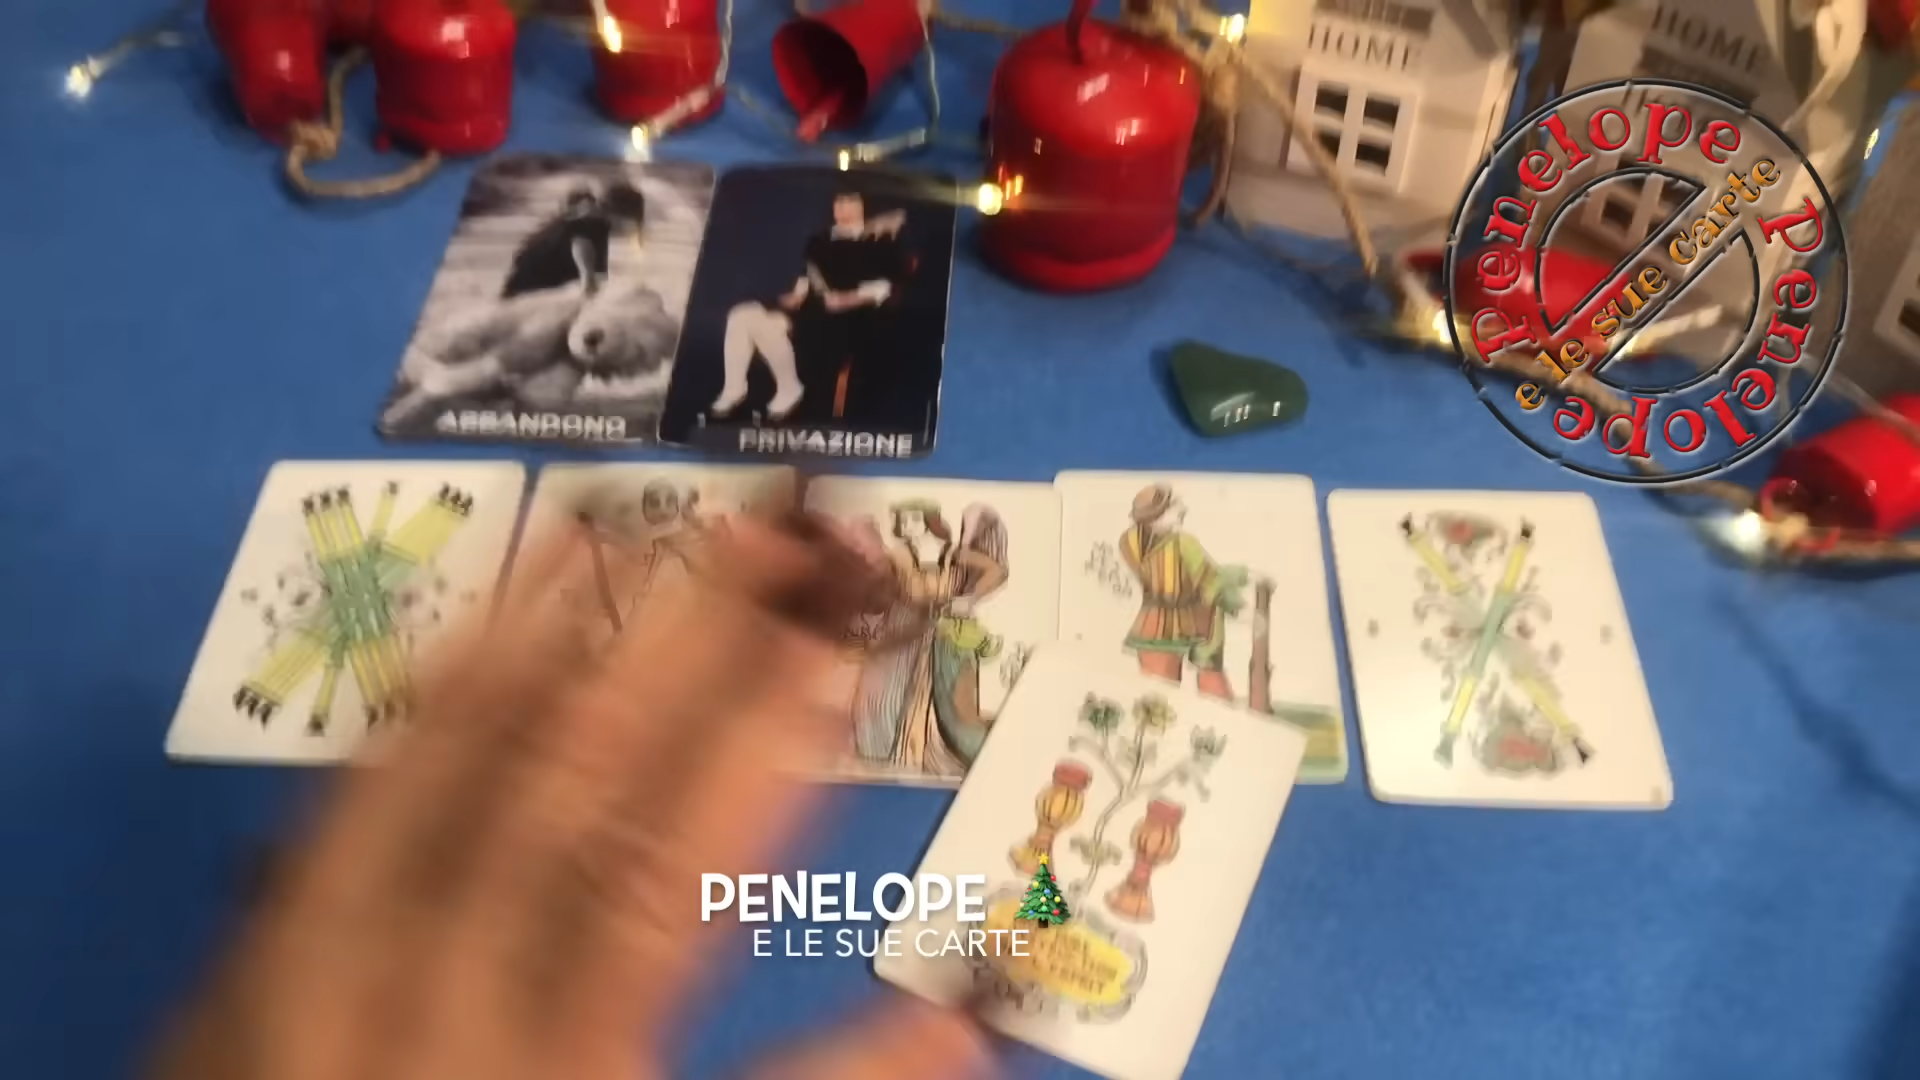 HOME
HOME
Penelope
e le sue carte
Penelope
ABBANDONO
PRIVAZIONE
PENELOPE
E LE SUE CARTE